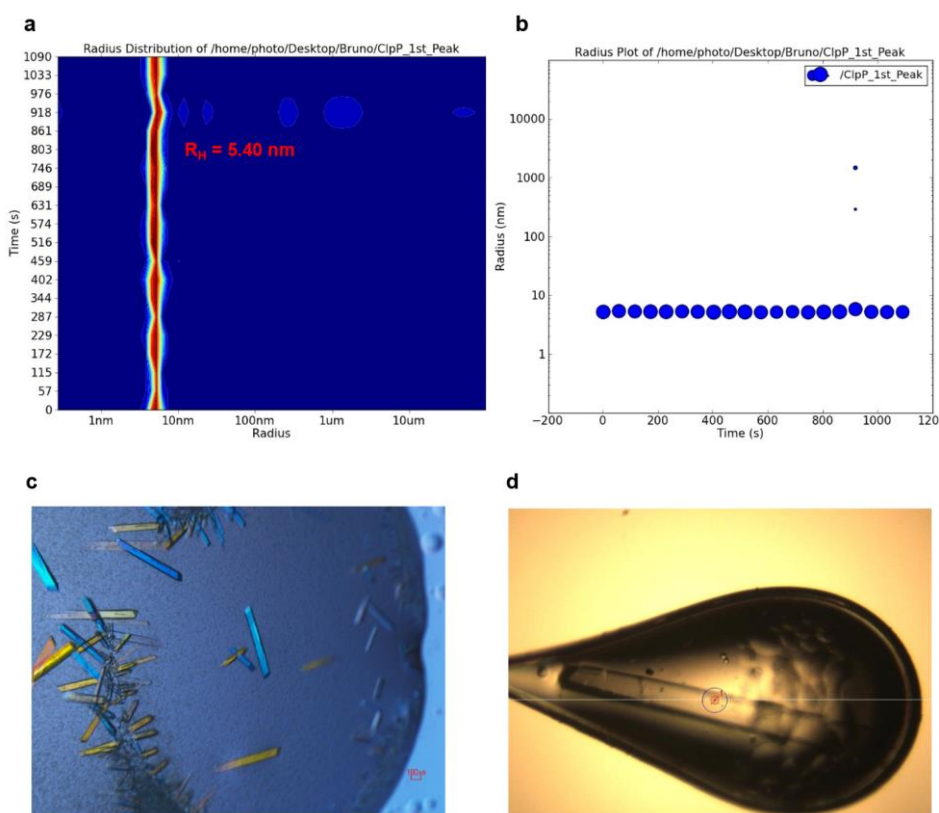 a
Radius Distribution of /home/photo/Desktop/Bruno/ClpP_1st_Peak
1090
1033
976
918
861
803
746
689
631
574
516
459
402
344
287
229
172
115
57
0
Time (s)
R_H = 5.40 nm
1nm
10nm
100nm
1um
10um
Radius
b
Radius Plot of /home/photo/Desktop/Bruno/ClpP_1st_Peak
/ClpP_1st_Peak
10000
1000
100
10
1
Radius (nm)
−200
0
200
400
600
800
1000
120
Time (s)
c
d